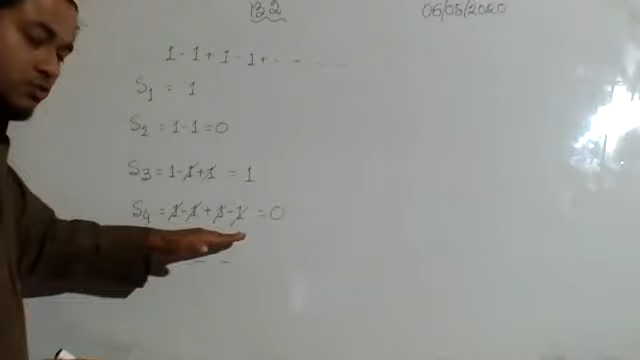 B2
06/05/2020
1 - 1 + 1 - 1 + - - - -
S1 = 1
S2 = 1 - 1 = 0
S3 = 1 - 1 + 1 = 1
S4 = 1 - 1 + 1 - 1 = 0
- -